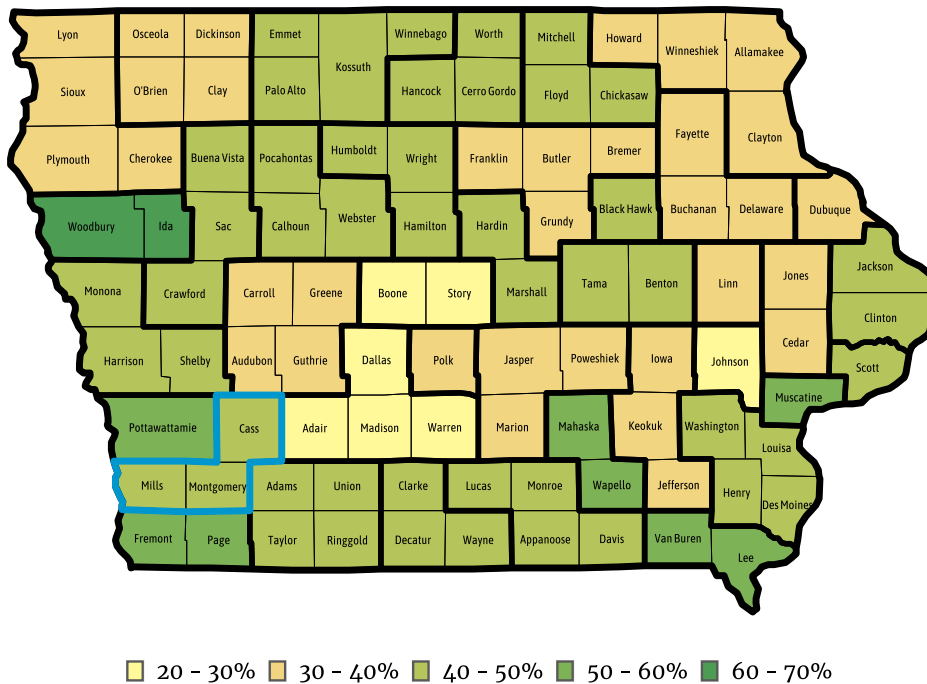 Lyon Osceola Dickinson Emmet Winnebago Worth Mitchell Howard Winneshiek Allamakee
Kossuth
Sioux O'Brien Clay Palo Alto Hancock Cerro Gordo Floyd Chickasaw
Fayette Clayton
Plymouth Cherokee Buena Vista Pocahontas Humboldt Wright Franklin Butler Bremer
Woodbury Ida Sac Calhoun Webster Hamilton Hardin Grundy Black Hawk Buchanan Delaware Dubuque
Monona Crawford Carroll Greene Boone Story Marshall Tama Benton Linn Jones Jackson
Clinton
Harrison Shelby Audubon Guthrie Dallas Polk Jasper Poweshiek Iowa Johnson Cedar Scott
Muscatine
Pottawattamie Cass Adair Madison Warren Marion Mahaska Keokuk Washington Louisa
Mills Montgomery Adams Union Clarke Lucas Monroe Wapello Jefferson Henry Des Moines
Fremont Page Taylor Ringgold Decatur Wayne Appanoose Davis Van Buren Lee
20 - 30% 30 - 40% 40 - 50% 50 - 60% 60 - 70%